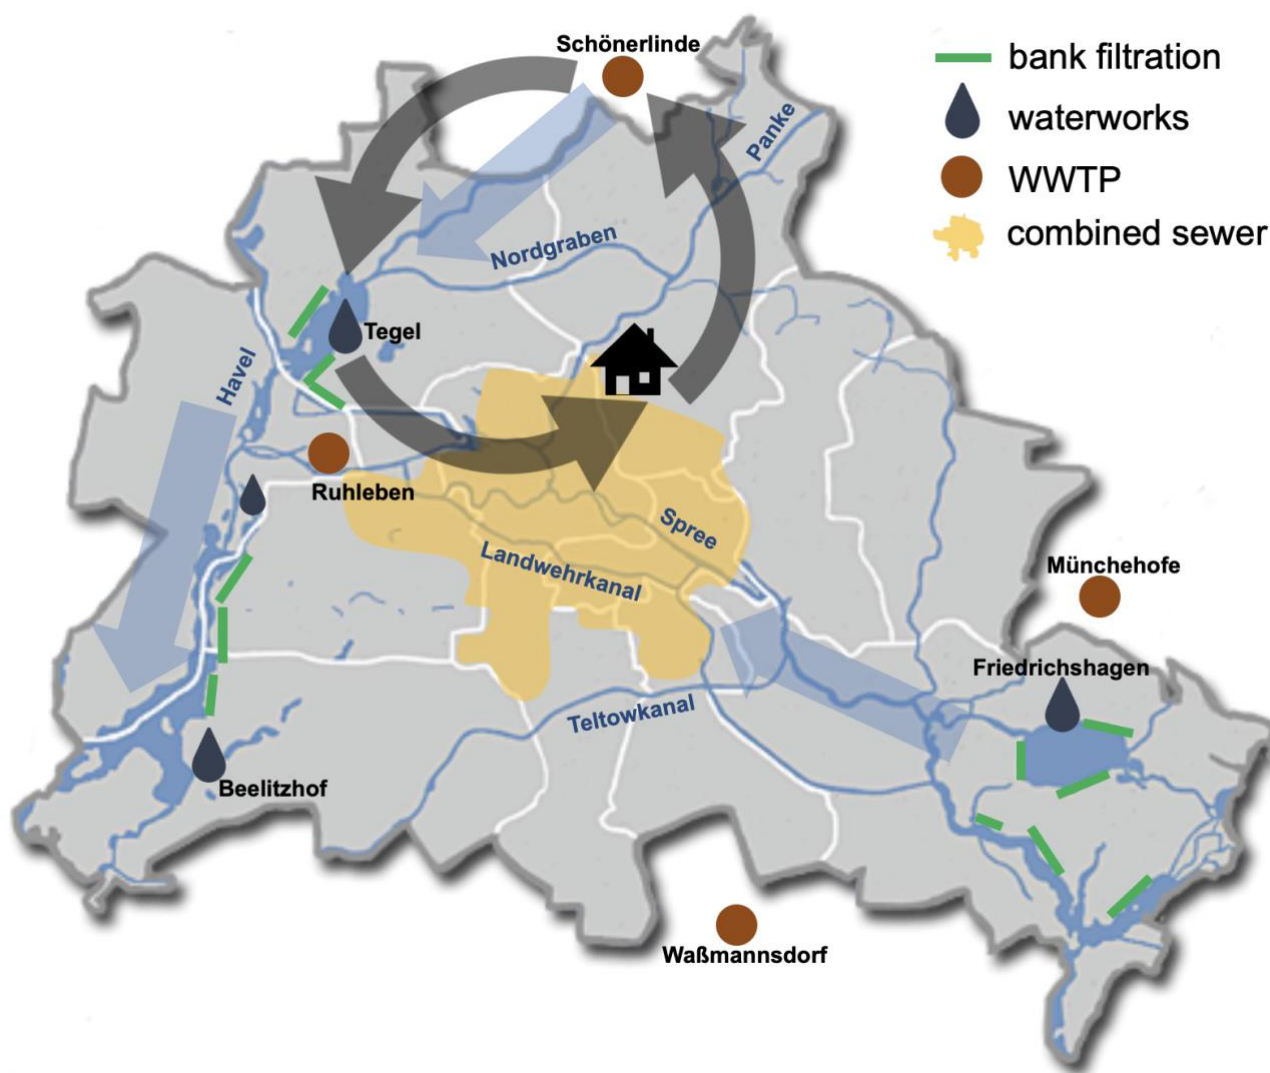 Schönerlinde
bank filtration
waterworks
WWTP
combined sewer
Panke
Nordgraben
Tegel
Havel
Ruhleben
Spree
Landwehrkanal
Münchehofe
Friedrichshagen
Teltowkanal
Beelitzhof
Waßmannsdorf